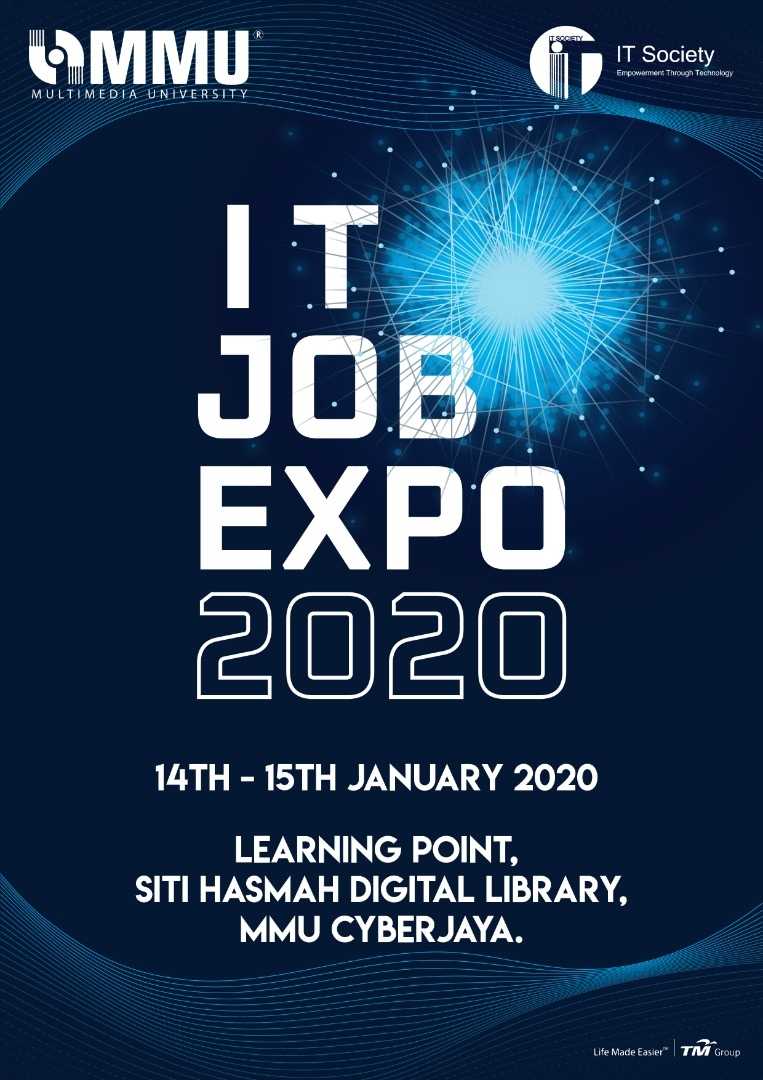 MMU®
MULTIMEDIA UNIVERSITY
IT SOCIETY
iT
IT Society
Empowerment Through Technology
IT
JOB
EXPO
2020
14TH - 15TH JANUARY 2020
LEARNING POINT,
SITI HASMAH DIGITAL LIBRARY,
MMU CYBERJAYA.
Life Made Easier™ TM Group